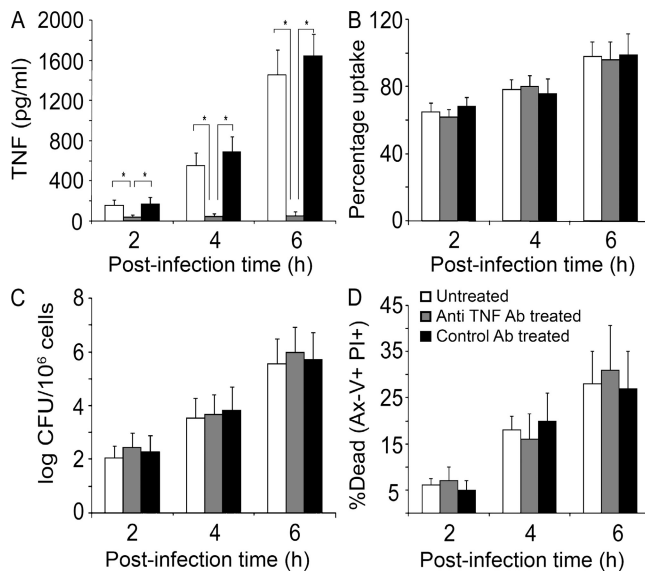 A
TNF (pg/ml)
2000
1600
1200
800
400
0
* *
* *
* *
2 4 6
Post-infection time (h)
B
Percentage uptake
120
80
40
0
2 4 6
Post-infection time (h)
C
log CFU/10⁶ cells
8
6
4
2
0
2 4 6
Post-infection time (h)
D
%Dead (Ax-V+ PI+)
45
35
25
15
5
Untreated
Anti TNF Ab treated
Control Ab treated
2 4 6
Post-infection time (h)